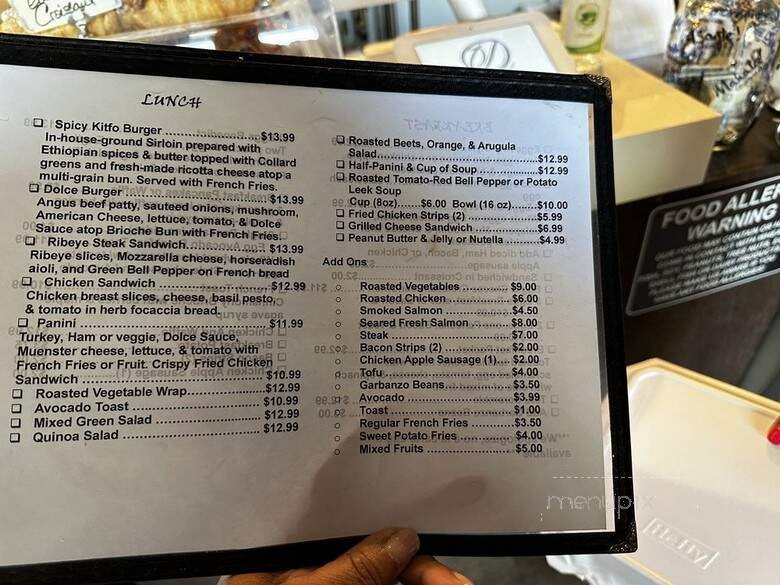 Croissant
LUNCH
❑ Spicy Kitfo Burger ........................ $13.99
In-house-ground Sirloin prepared with
Ethiopian spices & butter topped with Collard
greens and fresh-made ricotta cheese atop a
multi-grain bun. Served with French Fries.
❑ Dolce Burger ................................ $13.99
Angus beef patty, sauteed onions, mushroom,
American Cheese, lettuce, tomato, & Dolce
Sauce atop Brioche Bun with French Fries.
❑ Ribeye Steak Sandwich ................... $13.99
Ribeye slices, Mozzarella cheese, horseradish
aioli, and Green Bell Pepper on French bread
❑ Chicken Sandwich ........................ $12.99
Chicken breast slices, cheese, basil pesto,
& tomato in herb focaccia bread.
❑ Panini ........................................ $11.99
Turkey, Ham or veggie, Dolce Sauce,
Muenster cheese, lettuce, & tomato with
French Fries or Fruit. Crispy Fried Chicken
Sandwich ........................................ $10.99
❑ Roasted Vegetable Wrap ................ $12.99
❑ Avocado Toast ............................. $10.99
❑ Mixed Green Salad ........................ $12.99
❑ Quinoa Salad ............................... $12.99
❑ Roasted Beets, Orange, & Arugula
Salad ............................................. $12.99
❑ Half-Panini & Cup of Soup .............. $12.99
❑ Roasted Tomato-Red Bell Pepper or Potato
Leek Soup
Cup (8oz).......$6.00 Bowl (16 oz).......$10.00
❑ Fried Chicken Strips (2) .................. $5.99
❑ Grilled Cheese Sandwich ................ $6.99
❑ Peanut Butter & Jelly or Nutella ........ $4.99
Add Ons
o Roasted Vegetables ............. $9.00
o Roasted Chicken ................. $6.00
o Smoked Salmon .................. $4.50
o Seared Fresh Salmon ........... $8.00
o Steak ................................. $7.00
o Bacon Strips (2) .................. $2.00
o Chicken Apple Sausage (1).... $2.00
o Tofu .................................. $4.00
o Garbanzo Beans ................. $3.50
o Avocado ............................ $3.99
o Toast ................................ $1.00
o Regular French Fries ............ $3.50
o Sweet Potato Fries .............. $4.00
o Mixed Fruits ....................... $5.00
FOOD ALLE
WARNING
menupix